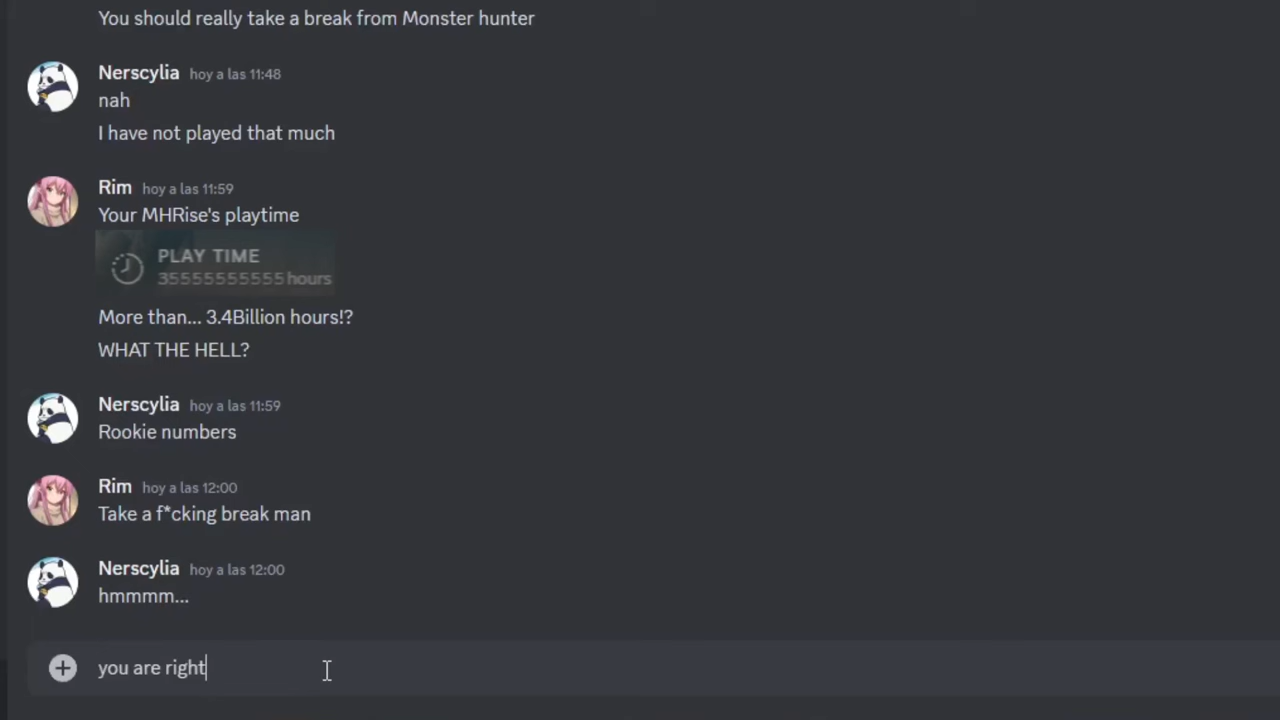 You should really take a break from Monster hunter
Nerscylia hoy a las 11:48
nah
I have not played that much
Rim hoy a las 11:59
Your MHRise's playtime
PLAY TIME
35555555555 hours
More than... 3.4Billion hours!?
WHAT THE HELL?
Nerscylia hoy a las 11:59
Rookie numbers
Rim hoy a las 12:00
Take a f*cking break man
Nerscylia hoy a las 12:00
hmmmm...
you are right